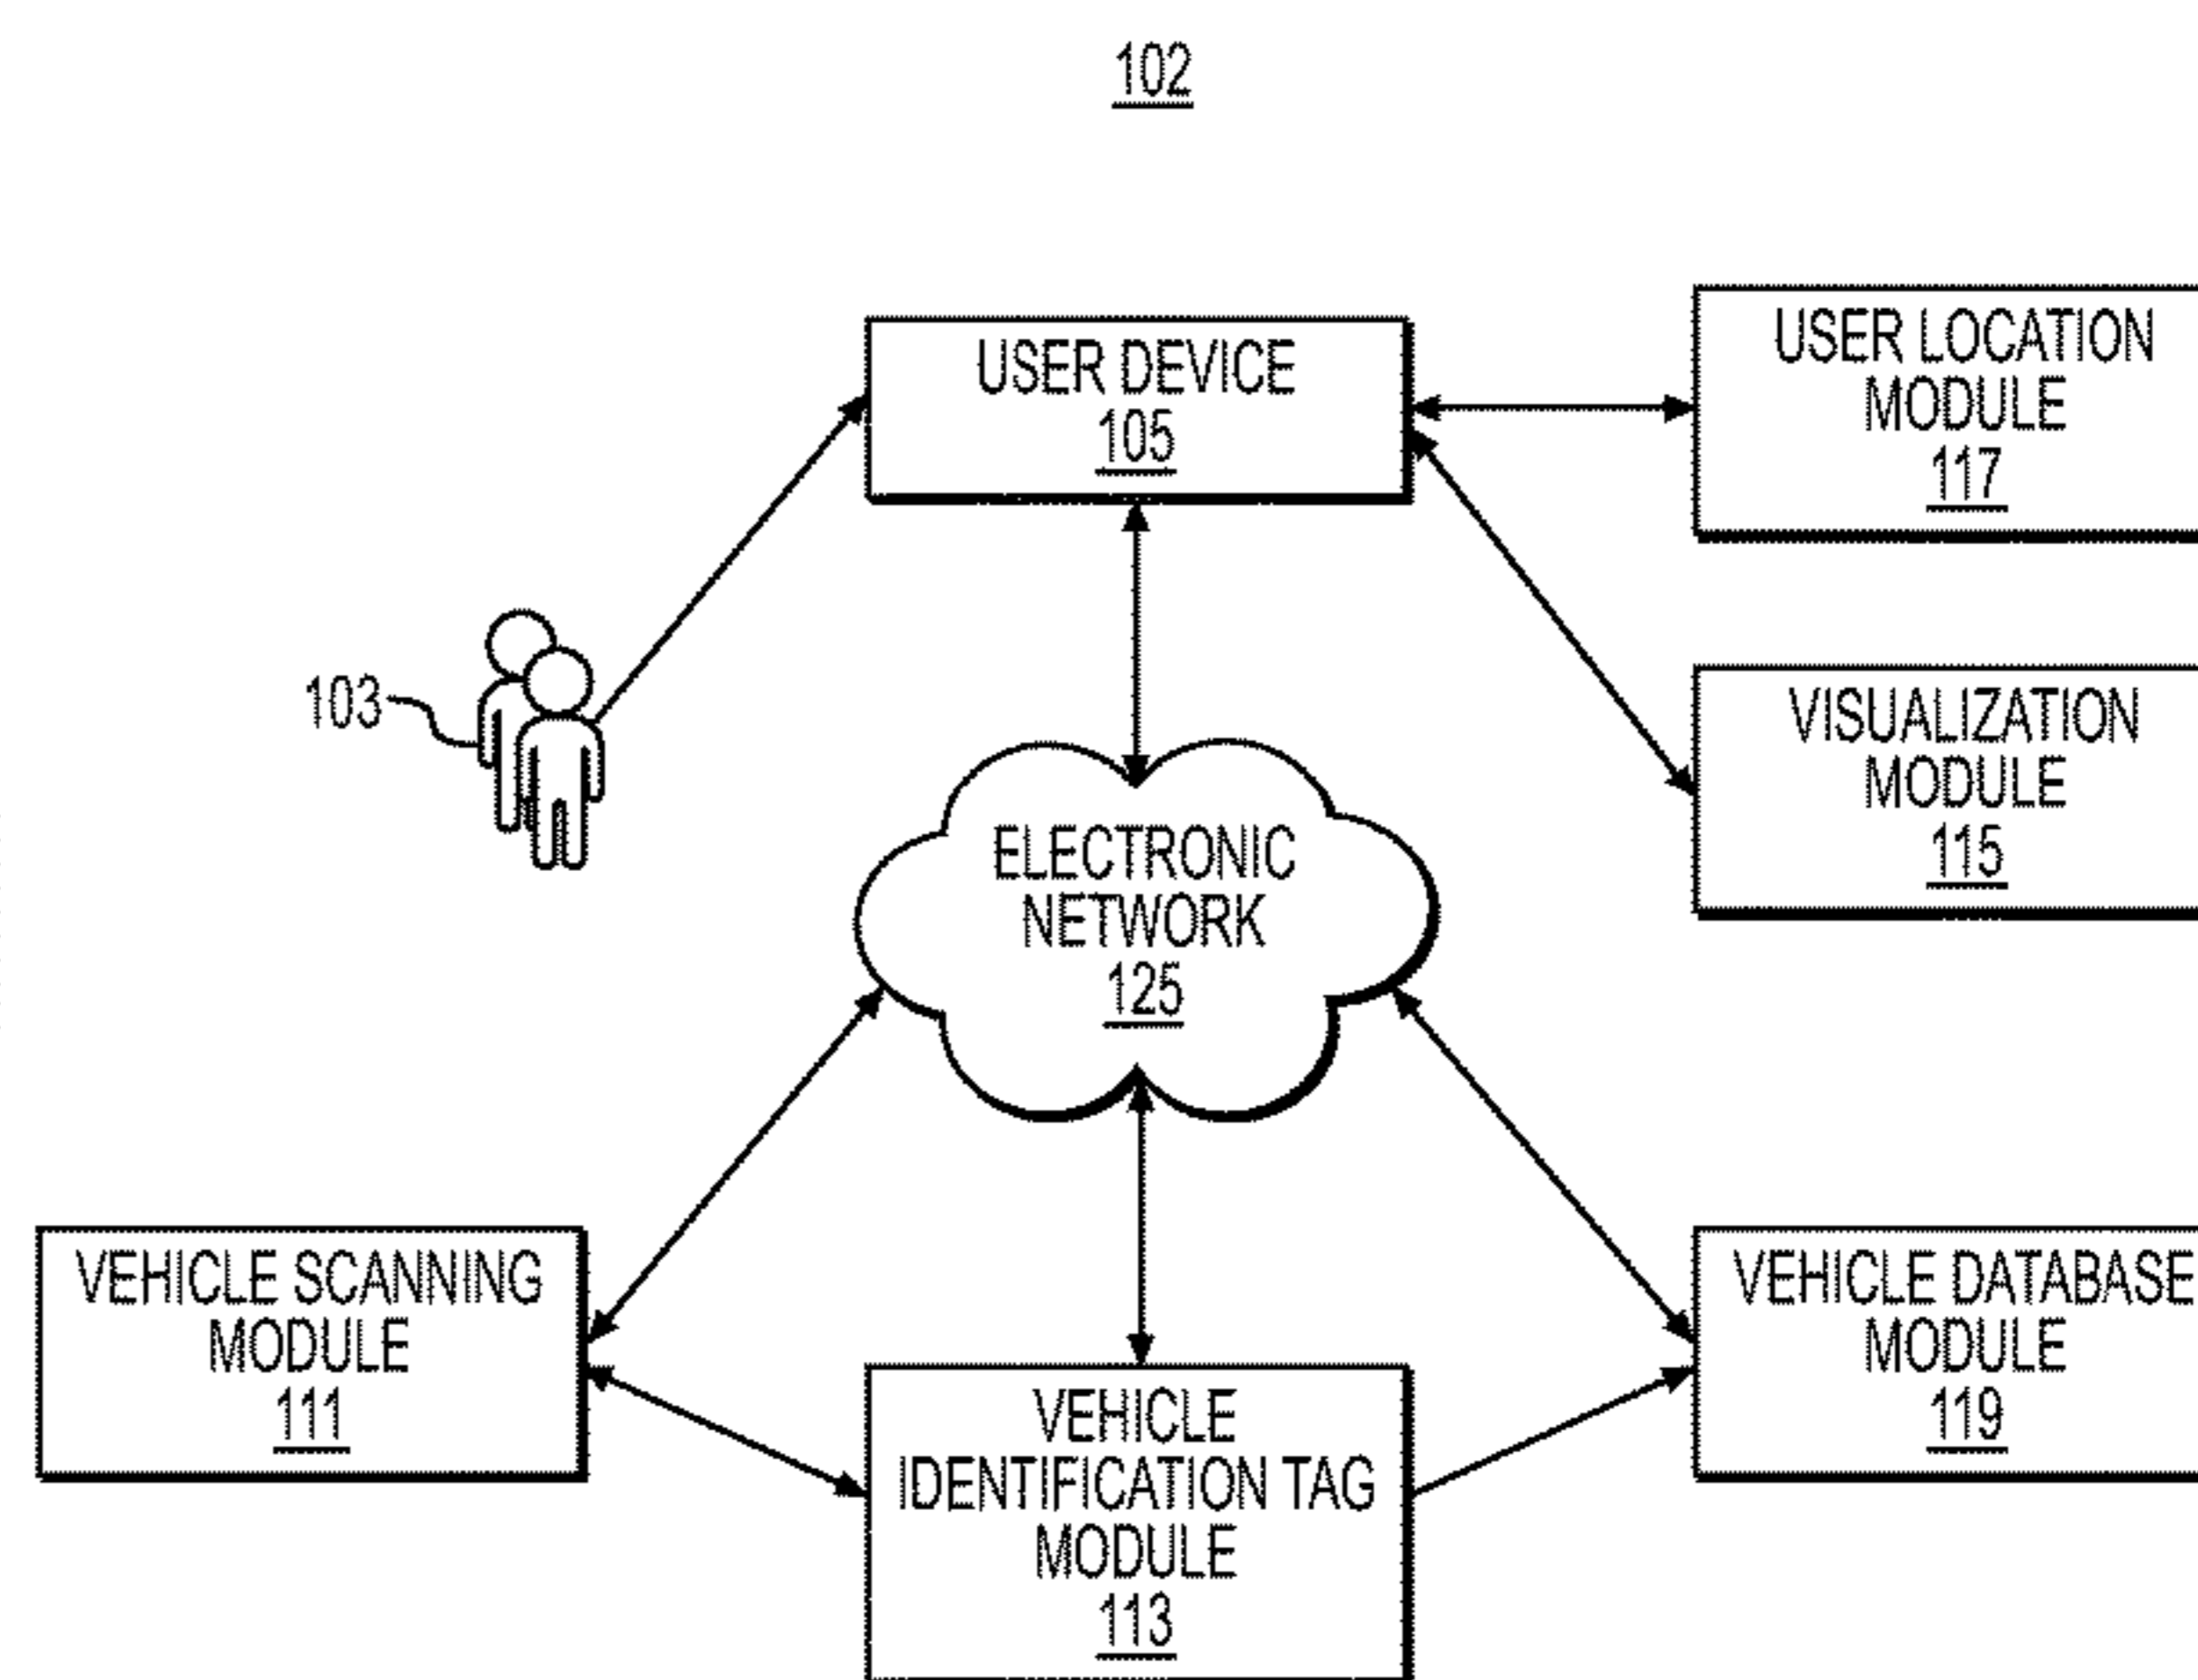 102
USER DEVICE
105
USER LOCATION
MODULE
117
103
VISUALIZATION
MODULE
115
ELECTRONIC
NETWORK
125
VEHICLE SCANNING
MODULE
111
VEHICLE
IDENTIFICATION TAG
MODULE
113
VEHICLE DATABASE
MODULE
119